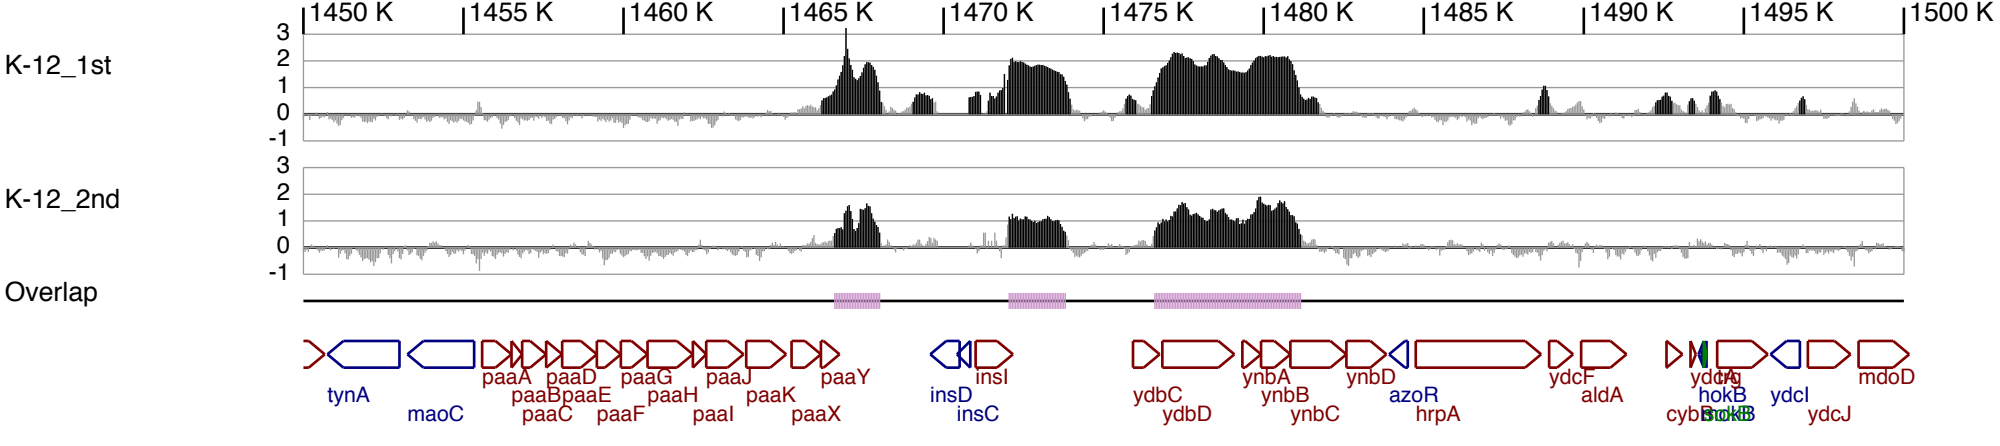 1450 K 1455 K 1460 K 1465 K 1470 K 1475 K 1480 K 1485 K 1490 K 1495 K 1500 K
3
K-12_1st
2
1
0
-1
3
K-12_2nd
2
1
0
-1
Overlap
paaA paaD paaG paaJ paaY insI ynbA ynbD ydcF mdoD
tynA paaB paaE paaH paaK insD ydbC ynbB azoR aldA hokB ydcI
maoC paaC paaF paaI paaX insC ydbD ynbC hrpA ydcJ